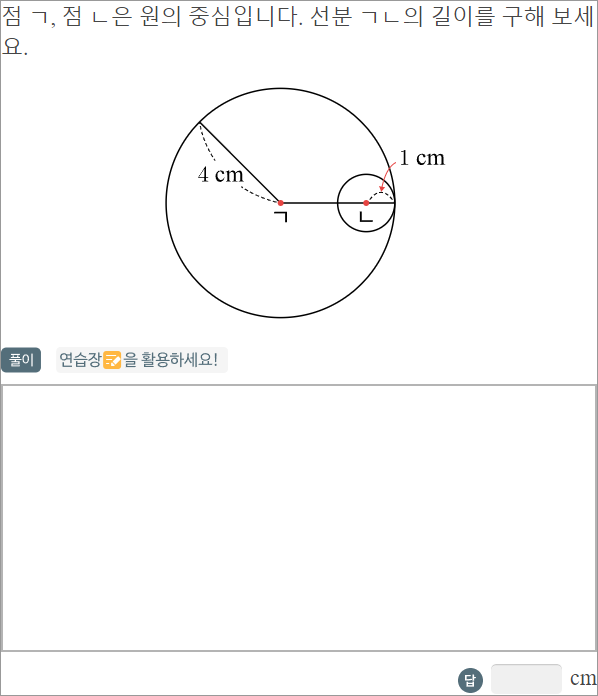 점 ㄱ, 점 ㄴ은 원의 중심입니다. 선분 ㄱㄴ의 길이를 구해 보세
요.
1 cm
4 cm
ㄱ ㄴ
풀이 연습장을 활용하세요!
답 cm